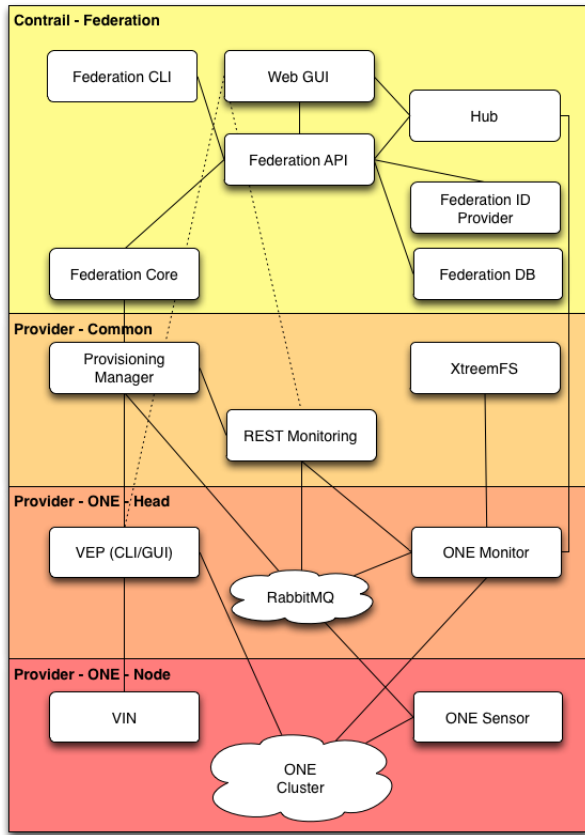 Contrail - Federation
Federation CLI
Web GUI
Hub
Federation API
Federation ID
Provider
Federation Core
Federation DB
Provider - Common
Provisioning
Manager
XtreemFS
REST Monitoring
Provider - ONE - Head
VEP (CLI/GUI)
ONE Monitor
RabbitMQ
Provider - ONE - Node
VIN
ONE Sensor
ONE
Cluster